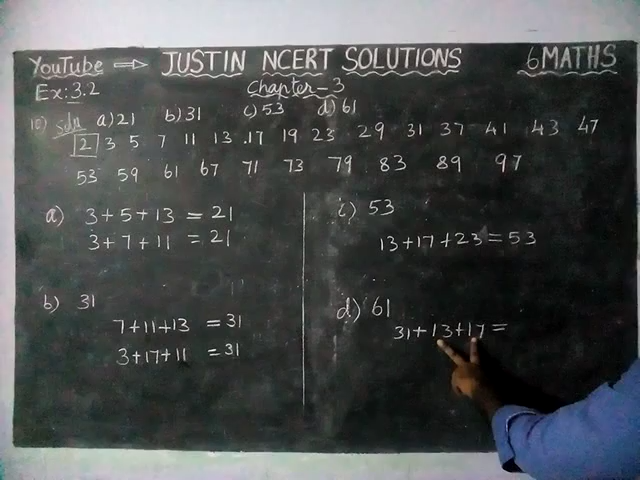 YouTube ⇒ JUSTIN NCERT SOLUTIONS 6MATHS
Ex: 3.2 Chapter-3
10) Soln a) 21 b) 31 c) 53 d) 61
2 3 5 7 11 13 .17 19 23 29 31 37 41 43 47
53 59 61 67 71 73 79 83 89 97
a) 3+5+13 = 21
3+7+11 = 21
b) 31
7+11+13 = 31
3+17+11 = 31
c) 53
13+17+23 = 53
d) 61
31+13+17 =